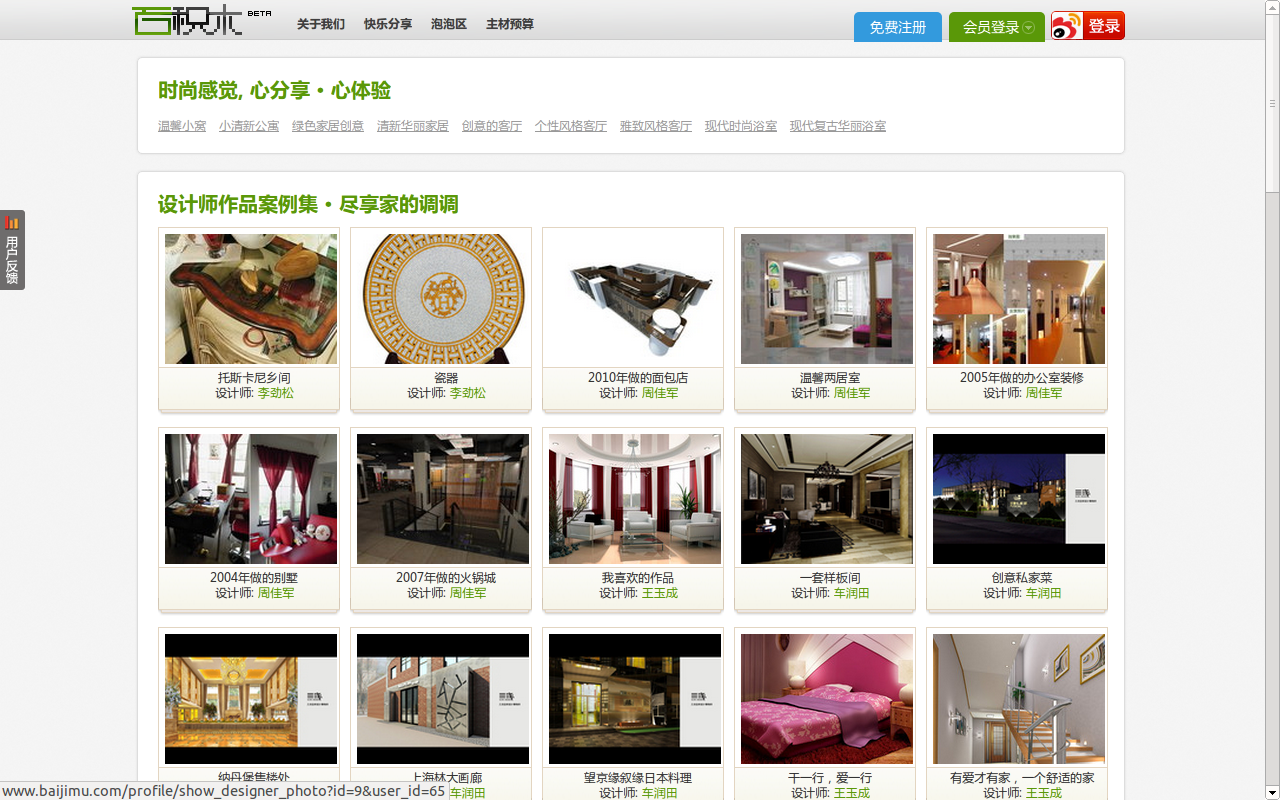 百积木 BETA
关于我们 快乐分享 泡泡区 主材预算
免费注册 会员登录 登录
时尚感觉, 心分享・心体验
温馨小窝 小清新公寓 绿色家居创意 清新华丽家居 创意的客厅 个性风格客厅 雅致风格客厅 现代时尚浴室 现代复古华丽浴室
用户反馈
设计师作品案例集・尽享家的调调
托斯卡尼乡间
设计师: 李劲松
瓷器
设计师: 李劲松
2010年做的面包店
设计师: 周佳军
温馨两居室
设计师: 周佳军
2005年做的办公室装修
设计师: 周佳军
2004年做的别墅
设计师: 周佳军
2007年做的火锅城
设计师: 周佳军
我喜欢的作品
设计师: 王玉成
一套样板间
设计师: 车润田
创意私家菜
设计师: 车润田
纳丹堡售楼处
上海林大画廊
车润田
望京缘叙缘日本料理
设计师: 车润田
干一行，爱一行
设计师: 王玉成
有爱才有家，一个舒适的家
设计师: 王玉成
www.baijimu.com/profile/show_designer_photo?id=9&user_id=65